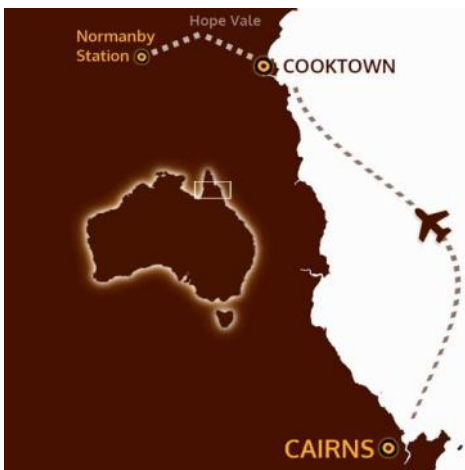 Hope Vale
Normanby
Station
COOKTOWN
CAIRNS